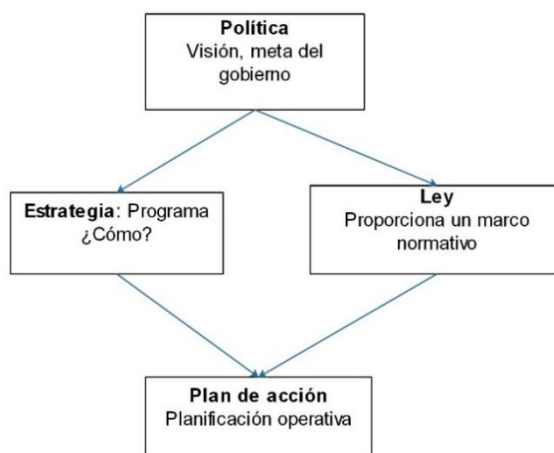 Política
Visión, meta del
gobierno
Estrategia: Programa
¿Cómo?
Ley
Proporciona un marco
normativo
Plan de acción
Planificación operativa